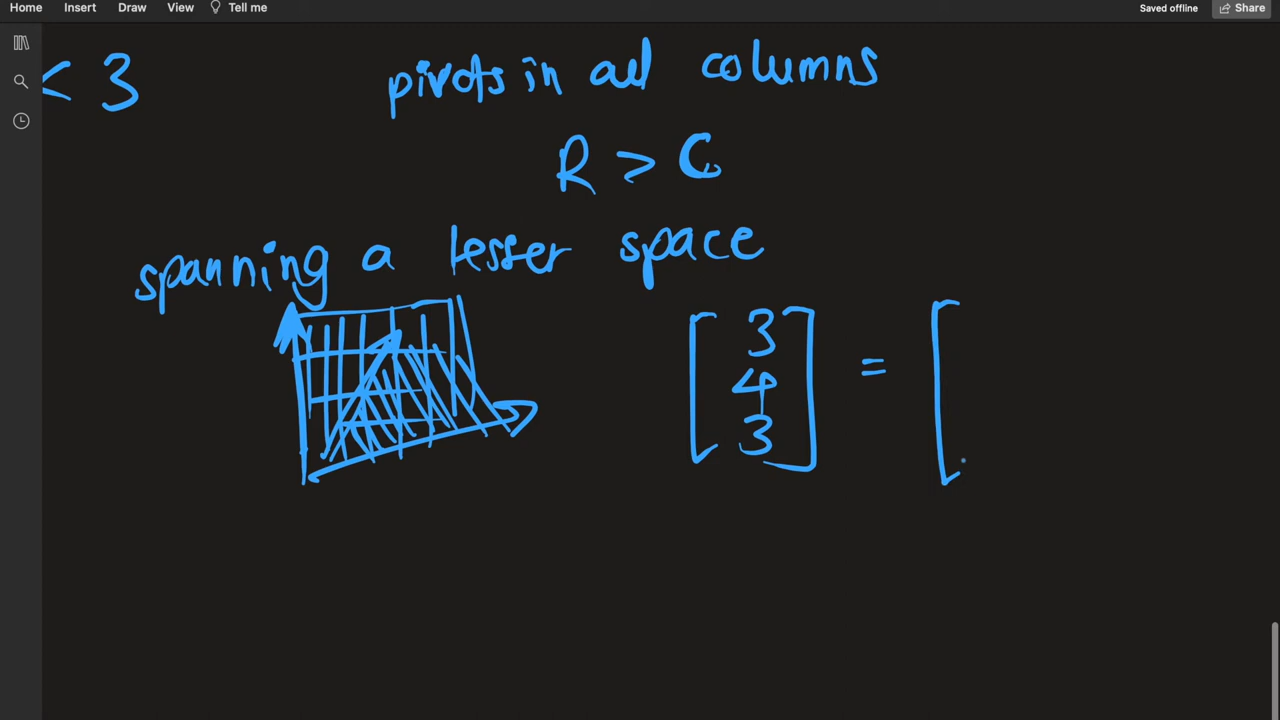 Home Insert Draw View Tell me Saved offline Share
< 3
pivots in all columns
R > C
spanning a lesser space
[ 3 ] = [
4
3